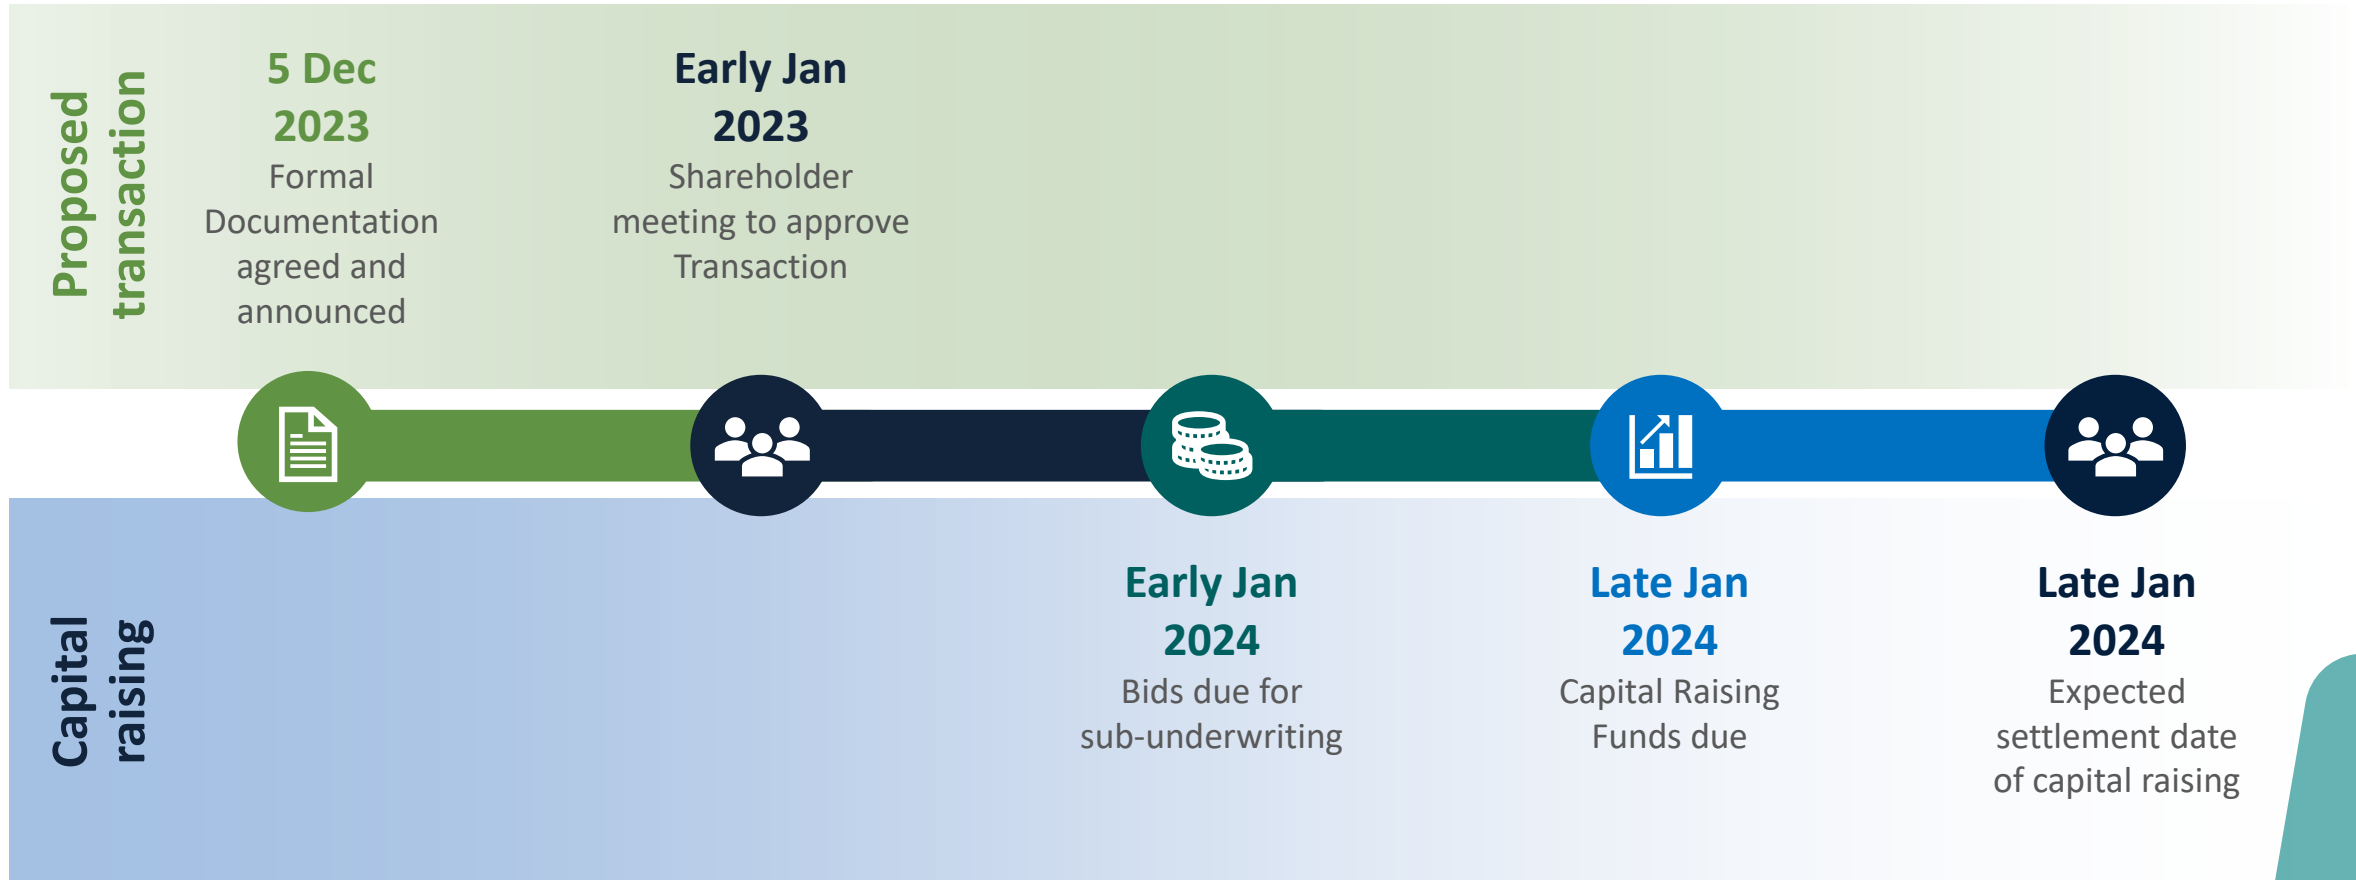 Proposed
transaction
5 Dec
2023
Formal
Documentation
agreed and
announced
Early Jan
2023
Shareholder
meeting to approve
Transaction
Capital
raising
Early Jan
2024
Bids due for
sub-underwriting
Late Jan
2024
Capital Raising
Funds due
Late Jan
2024
Expected
settlement date
of capital raising